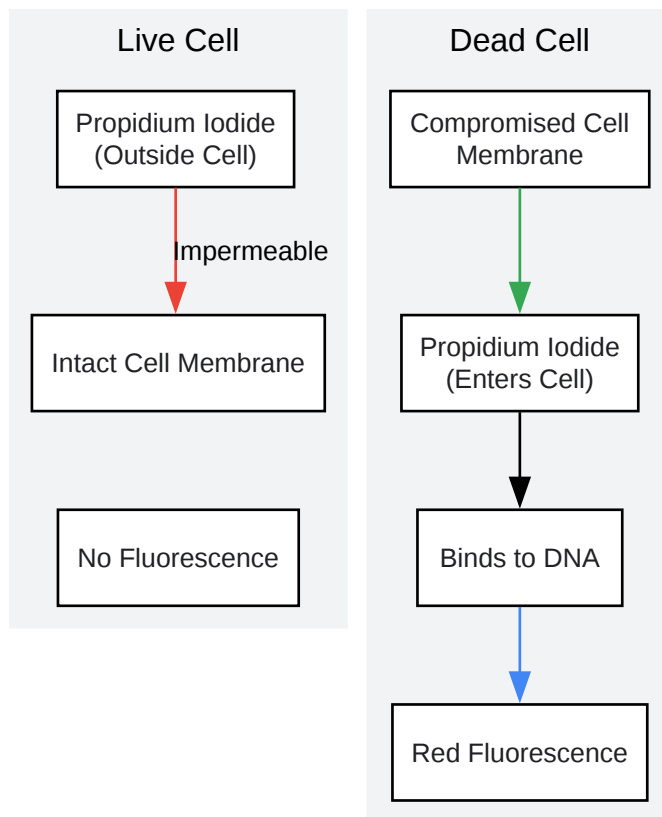 Live Cell
Propidium Iodide
(Outside Cell)
Impermeable
Intact Cell Membrane
No Fluorescence
Dead Cell
Compromised Cell
Membrane
Propidium Iodide
(Enters Cell)
Binds to DNA
Red Fluorescence